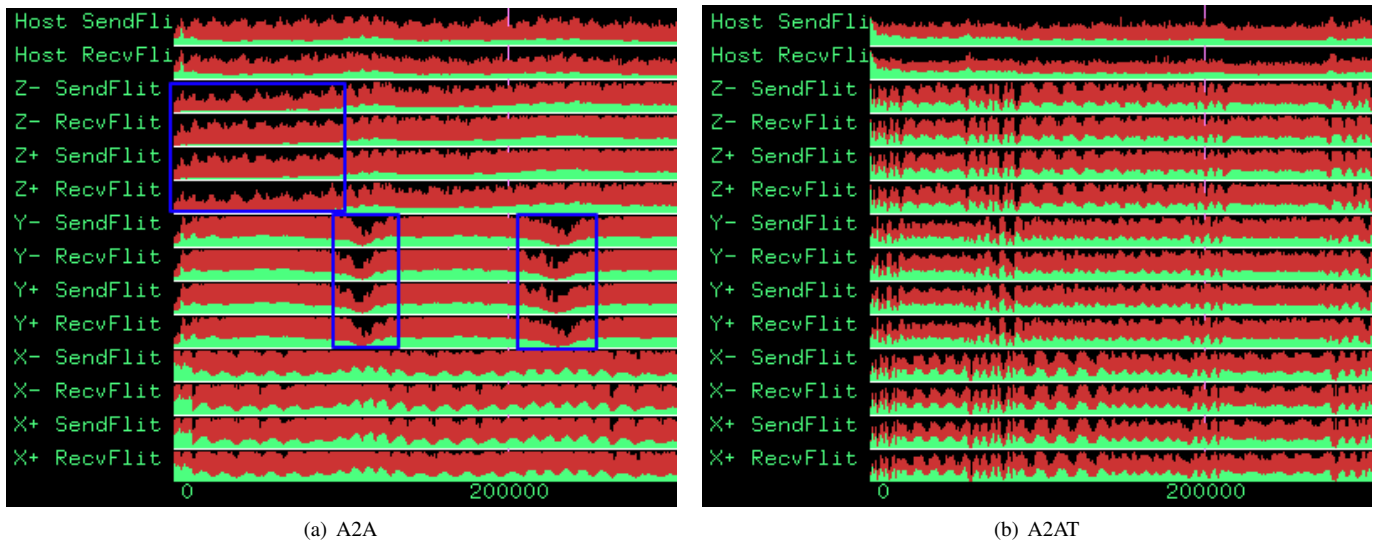 Host SendFli
Host RecvFli
Z- SendFlit
Z- RecvFlit
Z+ SendFlit
Z+ RecvFlit
Y- SendFlit
Y- RecvFlit
Y+ SendFlit
Y+ RecvFlit
X- SendFlit
X- RecvFlit
X+ SendFlit
X+ RecvFlit
0 200000
(a) A2A
Host SendFli
Host RecvFli
Z- SendFlit
Z- RecvFlit
Z+ SendFlit
Z+ RecvFlit
Y- SendFlit
Y- RecvFlit
Y+ SendFlit
Y+ RecvFlit
X- SendFlit
X- RecvFlit
X+ SendFlit
X+ RecvFlit
0 200000
(b) A2AT